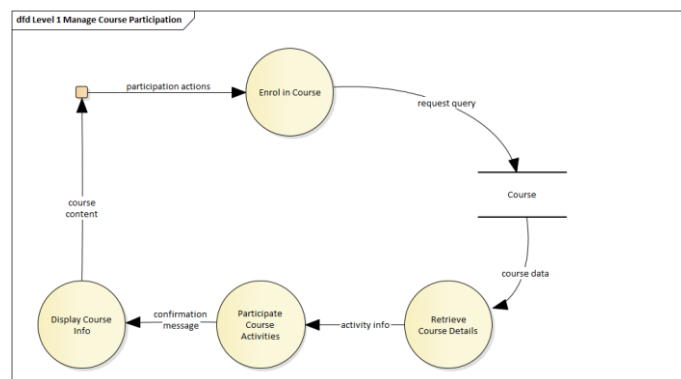 dfd Level 1 Manage Course Participation
participation actions
Enrol in Course
request query
Course
course
content
course data
Display Course
Info
confirmation
message
Participate
Course
Activities
activity info
Retrieve
Course Details